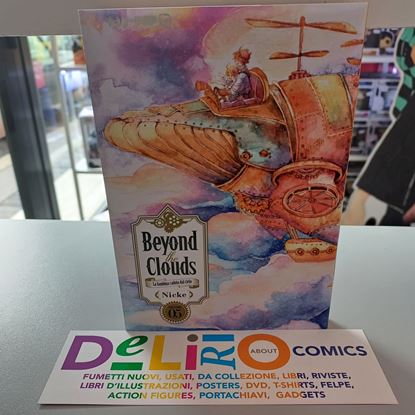 Beyond
the
Clouds
La bambina caduta dal cielo
Nicke
05
DeLiRiO ABOUT COMICS
FUMETTI NUOVI, USATI, DA COLLEZIONE, LIBRI, RIVISTE,
LIBRI D'ILLUSTRAZIONI, POSTERS, DVD, T-SHIRTS, FELPE,
ACTION FIGURES, PORTACHIAVI, GADGETS